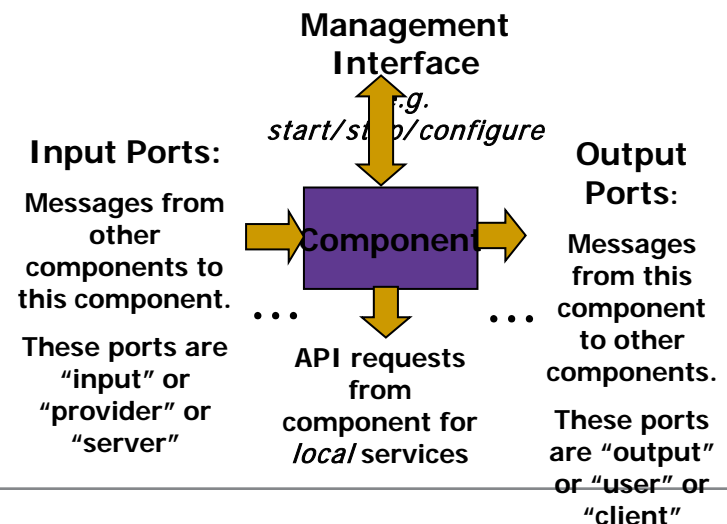 Management
Interface
e.g.
start/stop/configure
Input Ports:
Messages from
other
components to
this component.
These ports are
“input” or
“provider” or
“server”
...
Component
API requests
from
component for
local services
...
Output
Ports:
Messages
from this
component
to other
components.
These ports
are “output”
or “user” or
“client”